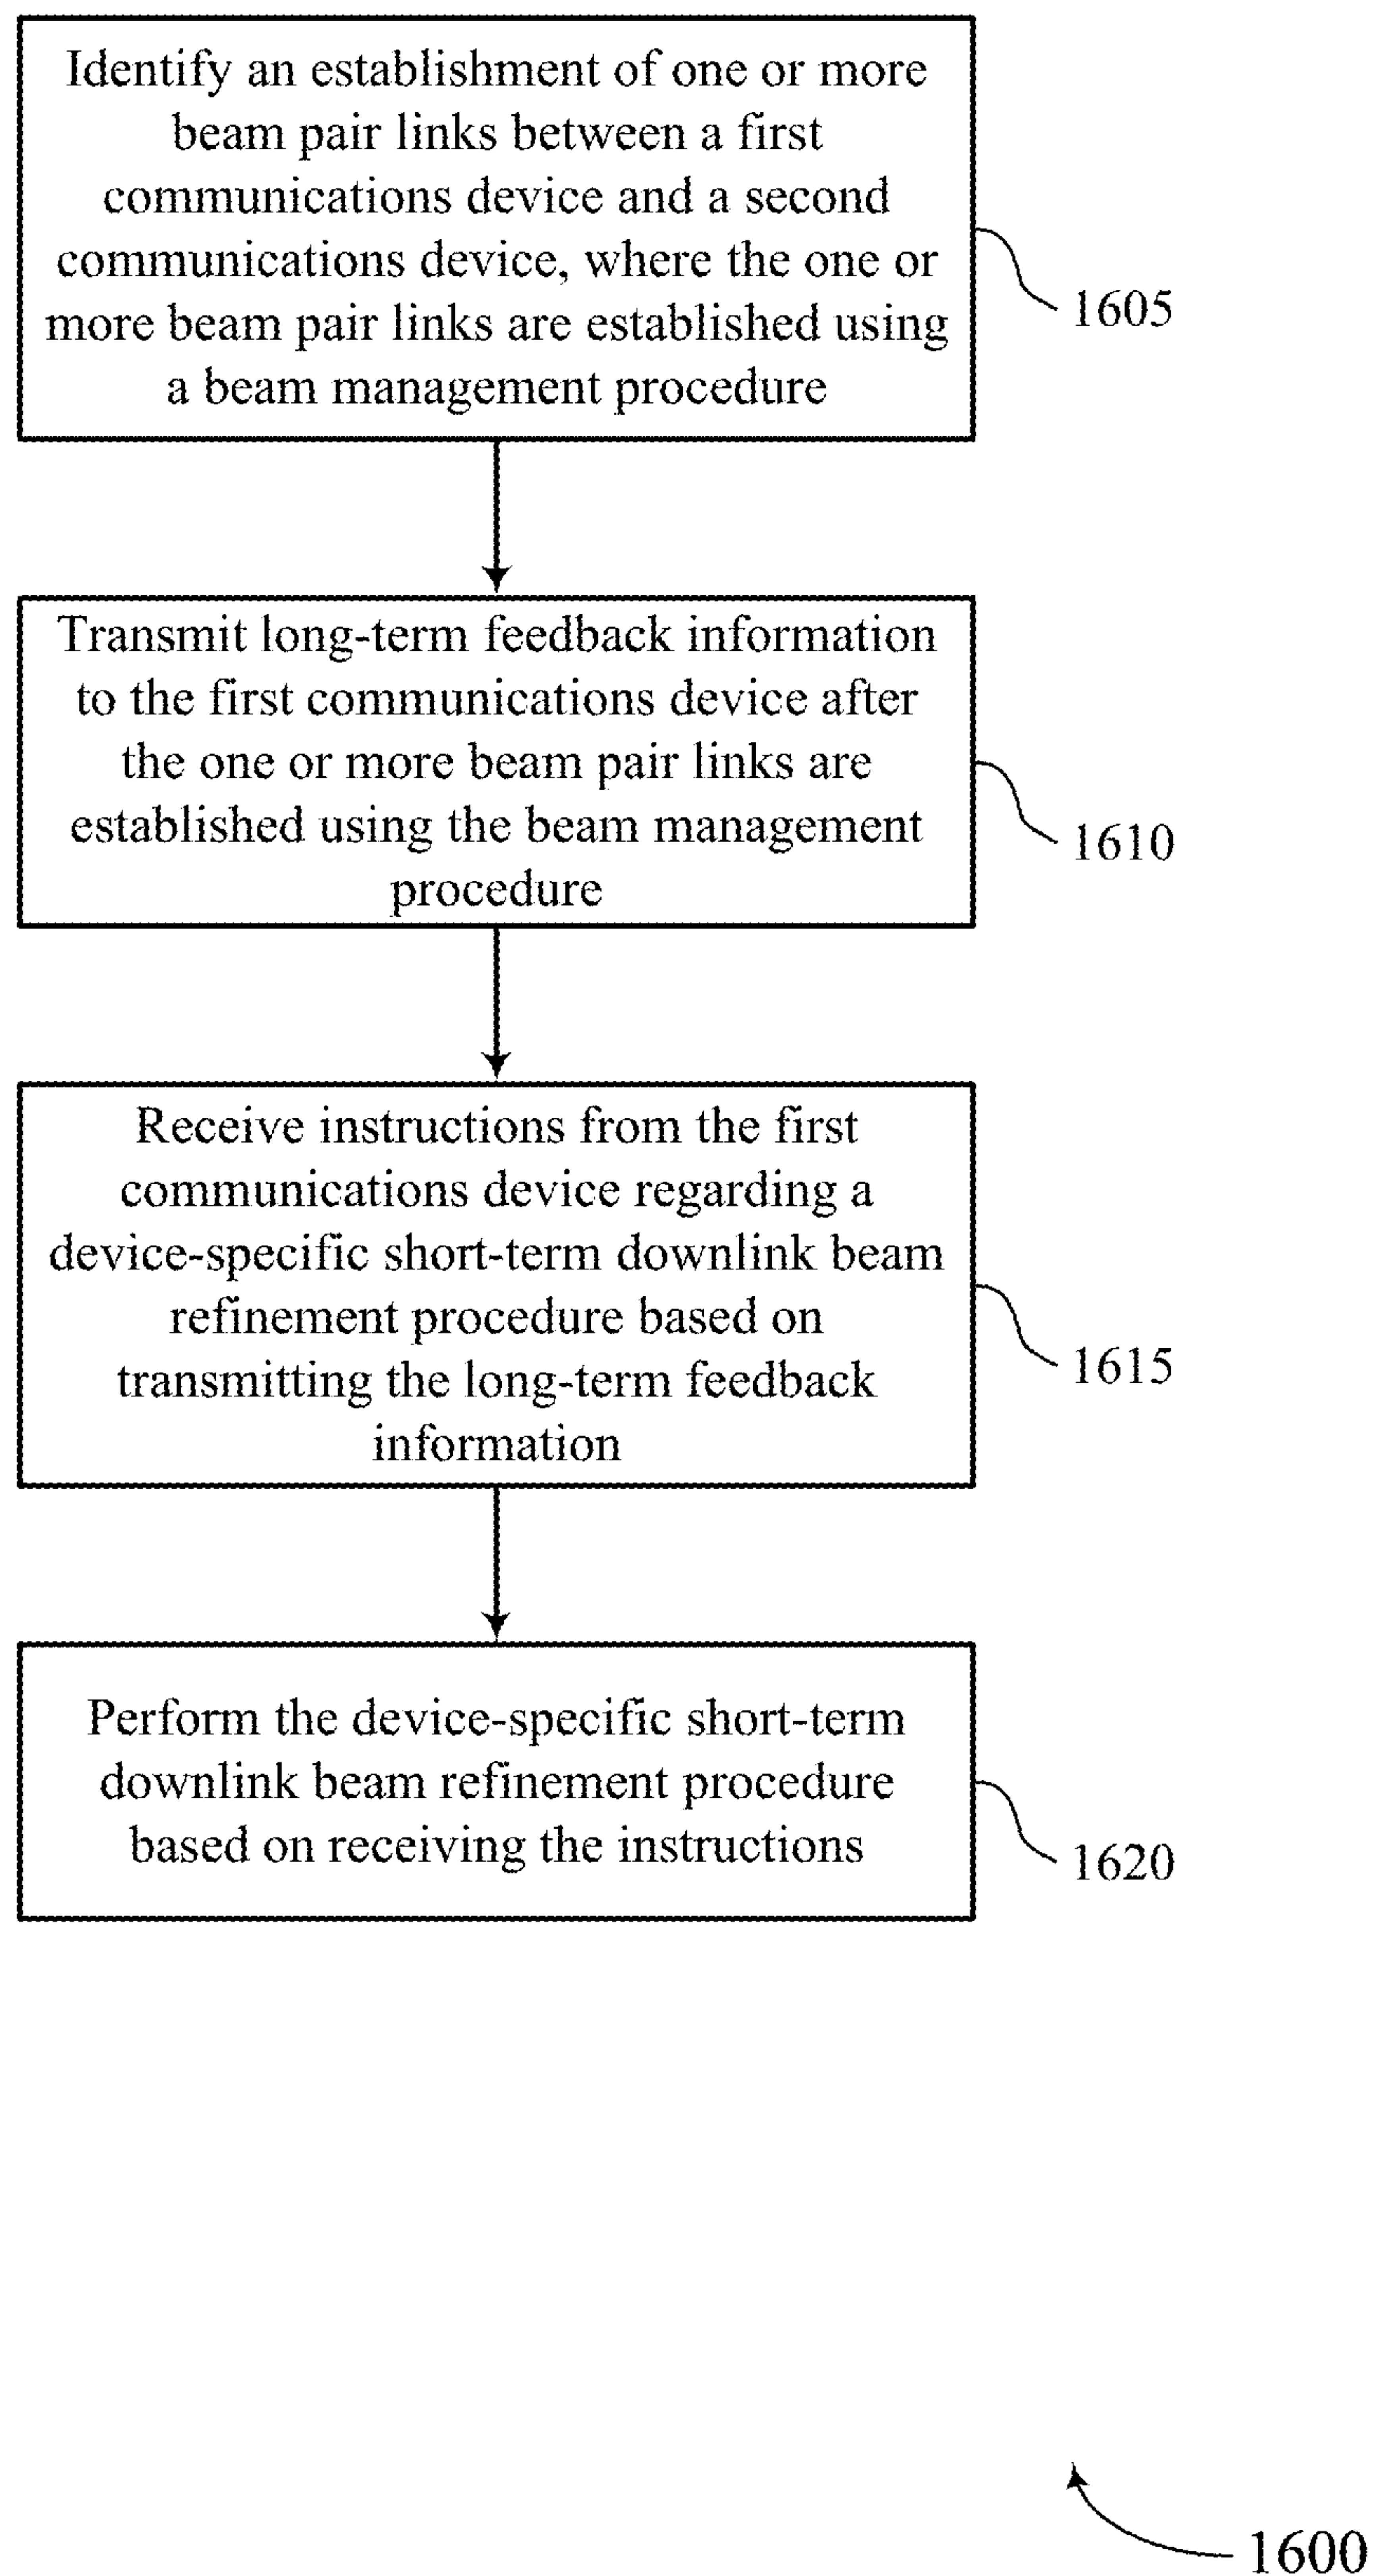 Identify an establishment of one or more
beam pair links between a first
communications device and a second
communications device, where the one or
more beam pair links are established using
a beam management procedure
1605
Transmit long-term feedback information
to the first communications device after
the one or more beam pair links are
established using the beam management
procedure
1610
Receive instructions from the first
communications device regarding a
device-specific short-term downlink beam
refinement procedure based on
transmitting the long-term feedback
information
1615
Perform the device-specific short-term
downlink beam refinement procedure
based on receiving the instructions
1620
1600